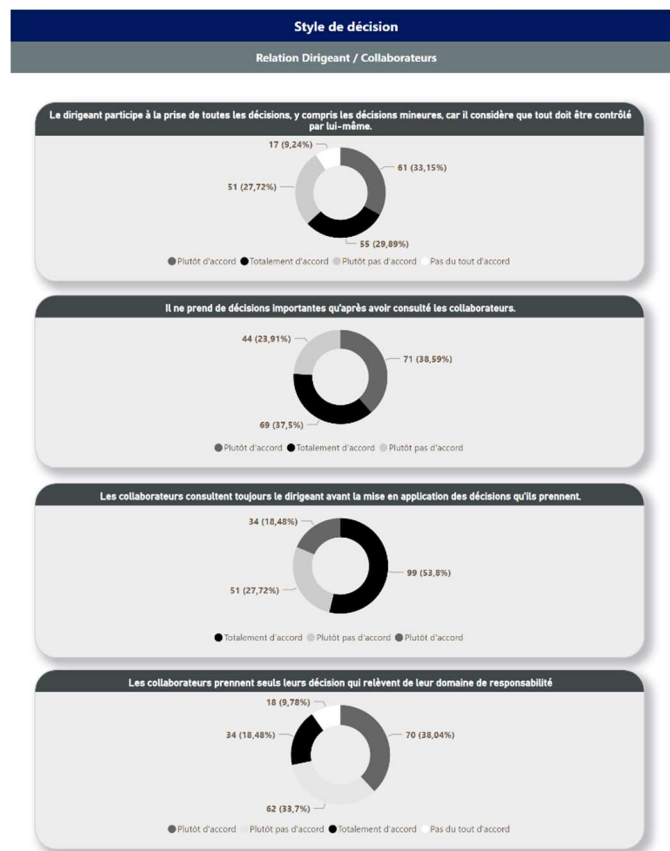 Style de décision
Relation Dirigeant / Collaborateurs
Le dirigeant participe à la prise de toutes les décisions, y compris les décisions mineures, car il considère que tout doit être contrôlé
par lui-même.
17 (9,24%)
61 (33,15%)
51 (27,72%)
55 (29,89%)
Plutôt d'accord Totalement d'accord Plutôt pas d'accord Pas du tout d'accord
Il ne prend de décisions importantes qu'après avoir consulté les collaborateurs.
44 (23,91%)
71 (38,59%)
69 (37,5%)
Plutôt d'accord Totalement d'accord Plutôt pas d'accord
Les collaborateurs consultent toujours le dirigeant avant la mise en application des décisions qu'ils prennent.
34 (18,48%)
99 (53,8%)
51 (27,72%)
Totalement d'accord Plutôt pas d'accord Plutôt d'accord
Les collaborateurs prennent seuls leurs décision qui relèvent de leur domaine de responsabilité
18 (9,78%)
34 (18,48%)
70 (38,04%)
62 (33,7%)
Plutôt d'accord Plutôt pas d'accord Totalement d'accord Pas du tout d'accord